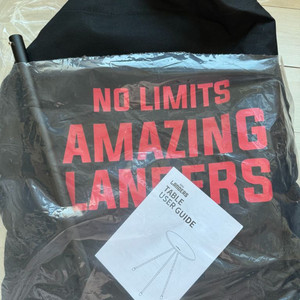 NO LIMITS
AMAZING
LANDERS
LANDERS
TABLE
USER GUIDE